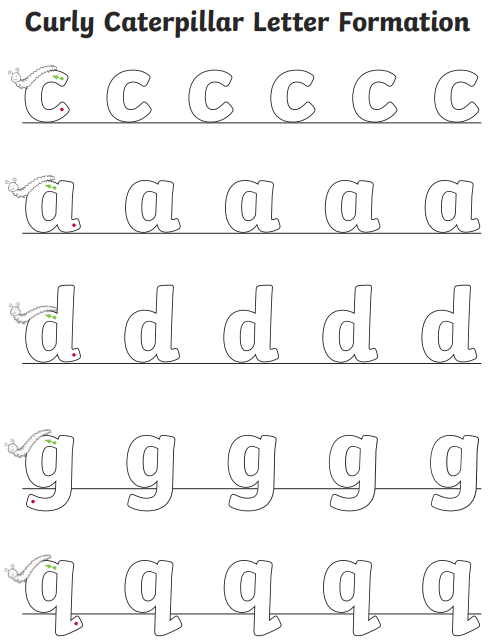 Curly Caterpillar Letter Formation
c c c c c c
a a a a a
d d d d d
g g g g g
q q q q q